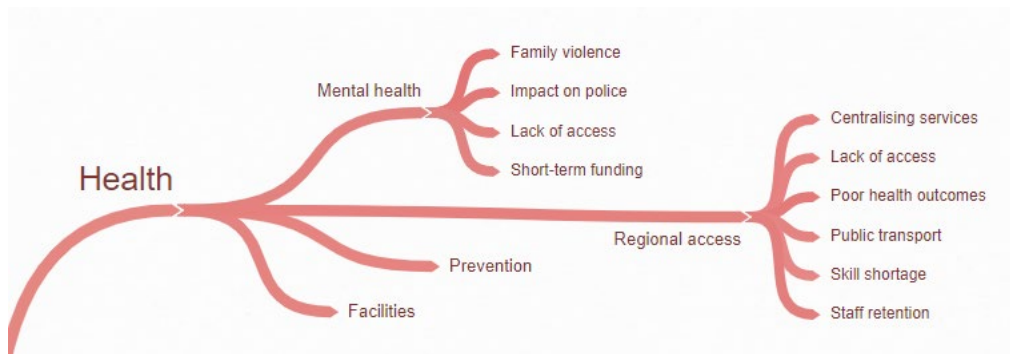 Health
Mental health
Family violence
Impact on police
Lack of access
Short-term funding
Regional access
Centralising services
Lack of access
Poor health outcomes
Public transport
Skill shortage
Staff retention
Prevention
Facilities